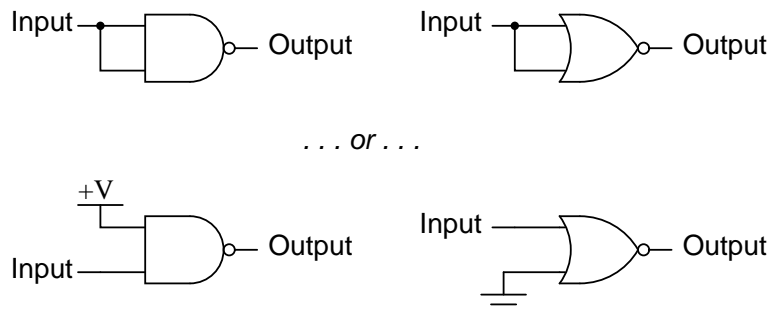 Input Output Input Output
. . . or . . .
+V
Input Output
Input Output